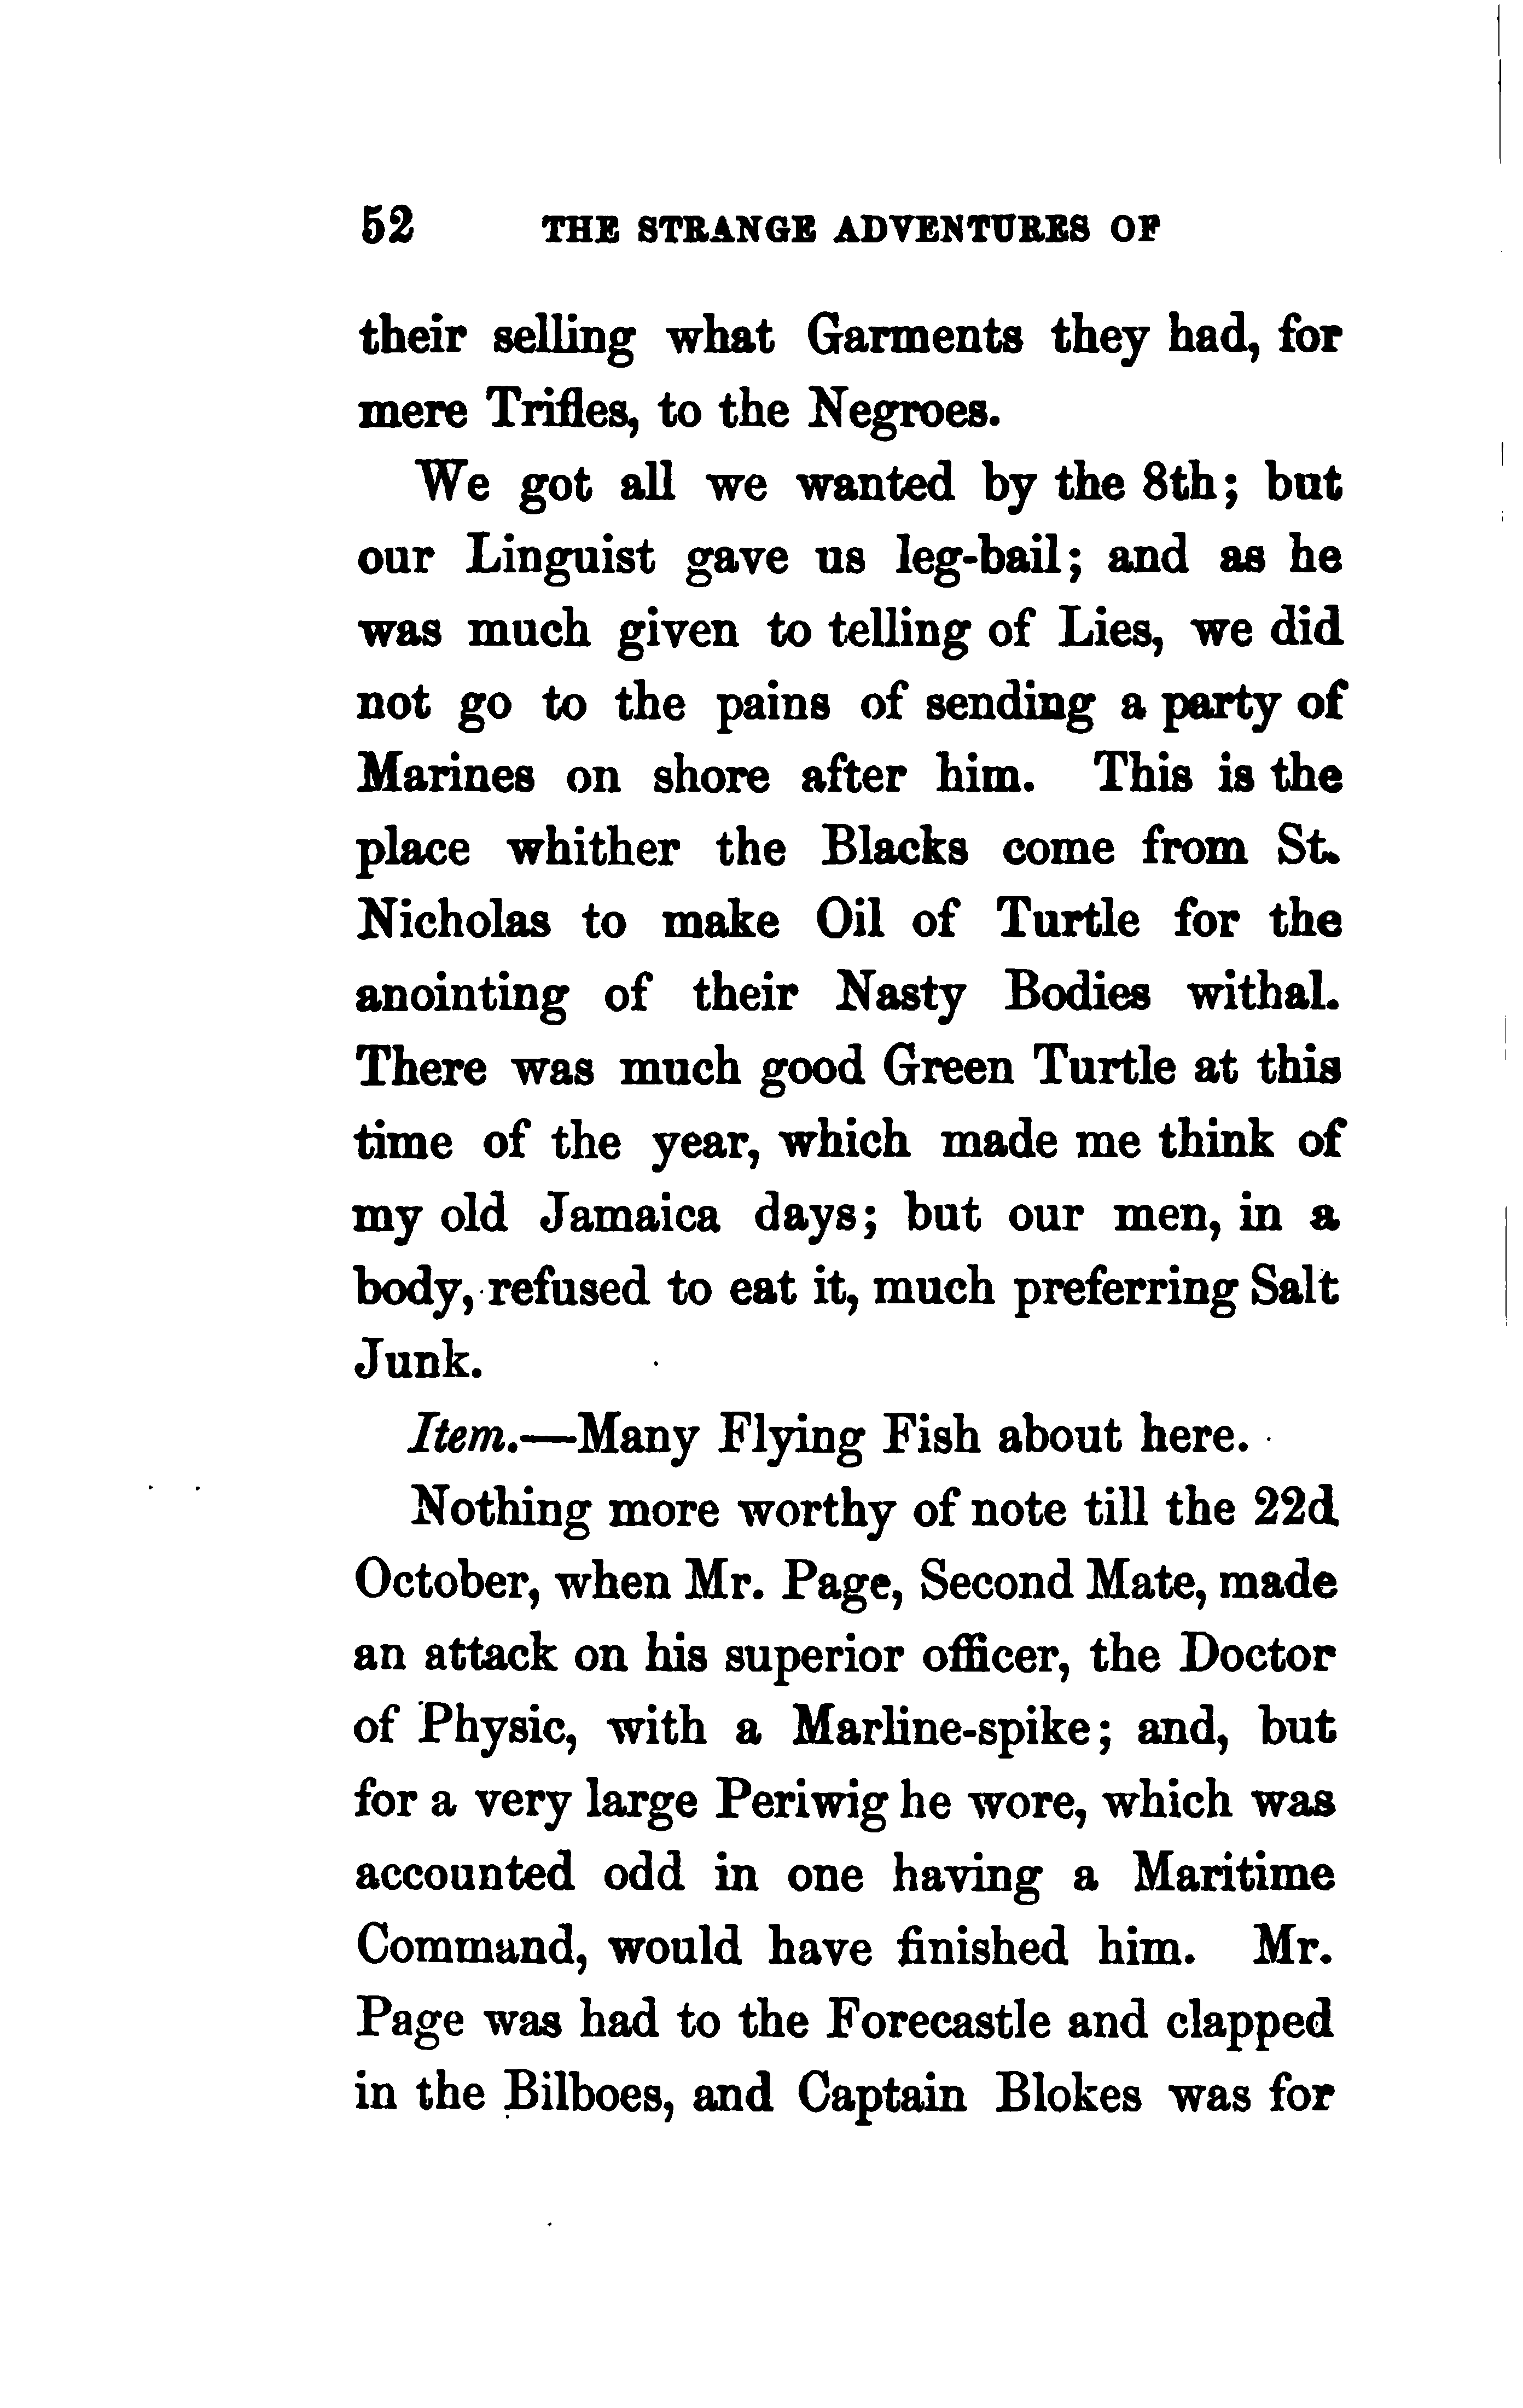 52 THE STRANGE ADVENTURES OF
their selling what Garments they had, for
mere Trifles, to the Negroes.
We got all we wanted by the 8th; but
our Linguist gave us leg-bail; and as he
was much given to telling of Lies, we did
not go to the pains of sending a party of
Marines on shore after him. This is the
place whither the Blacks come from St.
Nicholas to make Oil of Turtle for the
anointing of their Nasty Bodies withal.
There was much good Green Turtle at this
time of the year, which made me think of
my old Jamaica days; but our men, in a
body, refused to eat it, much preferring Salt
Junk.
Item.—Many Flying Fish about here.
Nothing more worthy of note till the 22d
October, when Mr. Page, Second Mate, made
an attack on his superior officer, the Doctor
of Physic, with a Marline-spike; and, but
for a very large Periwig he wore, which was
accounted odd in one having a Maritime
Command, would have finished him. Mr.
Page was had to the Forecastle and clapped
in the Bilboes, and Captain Blokes was for